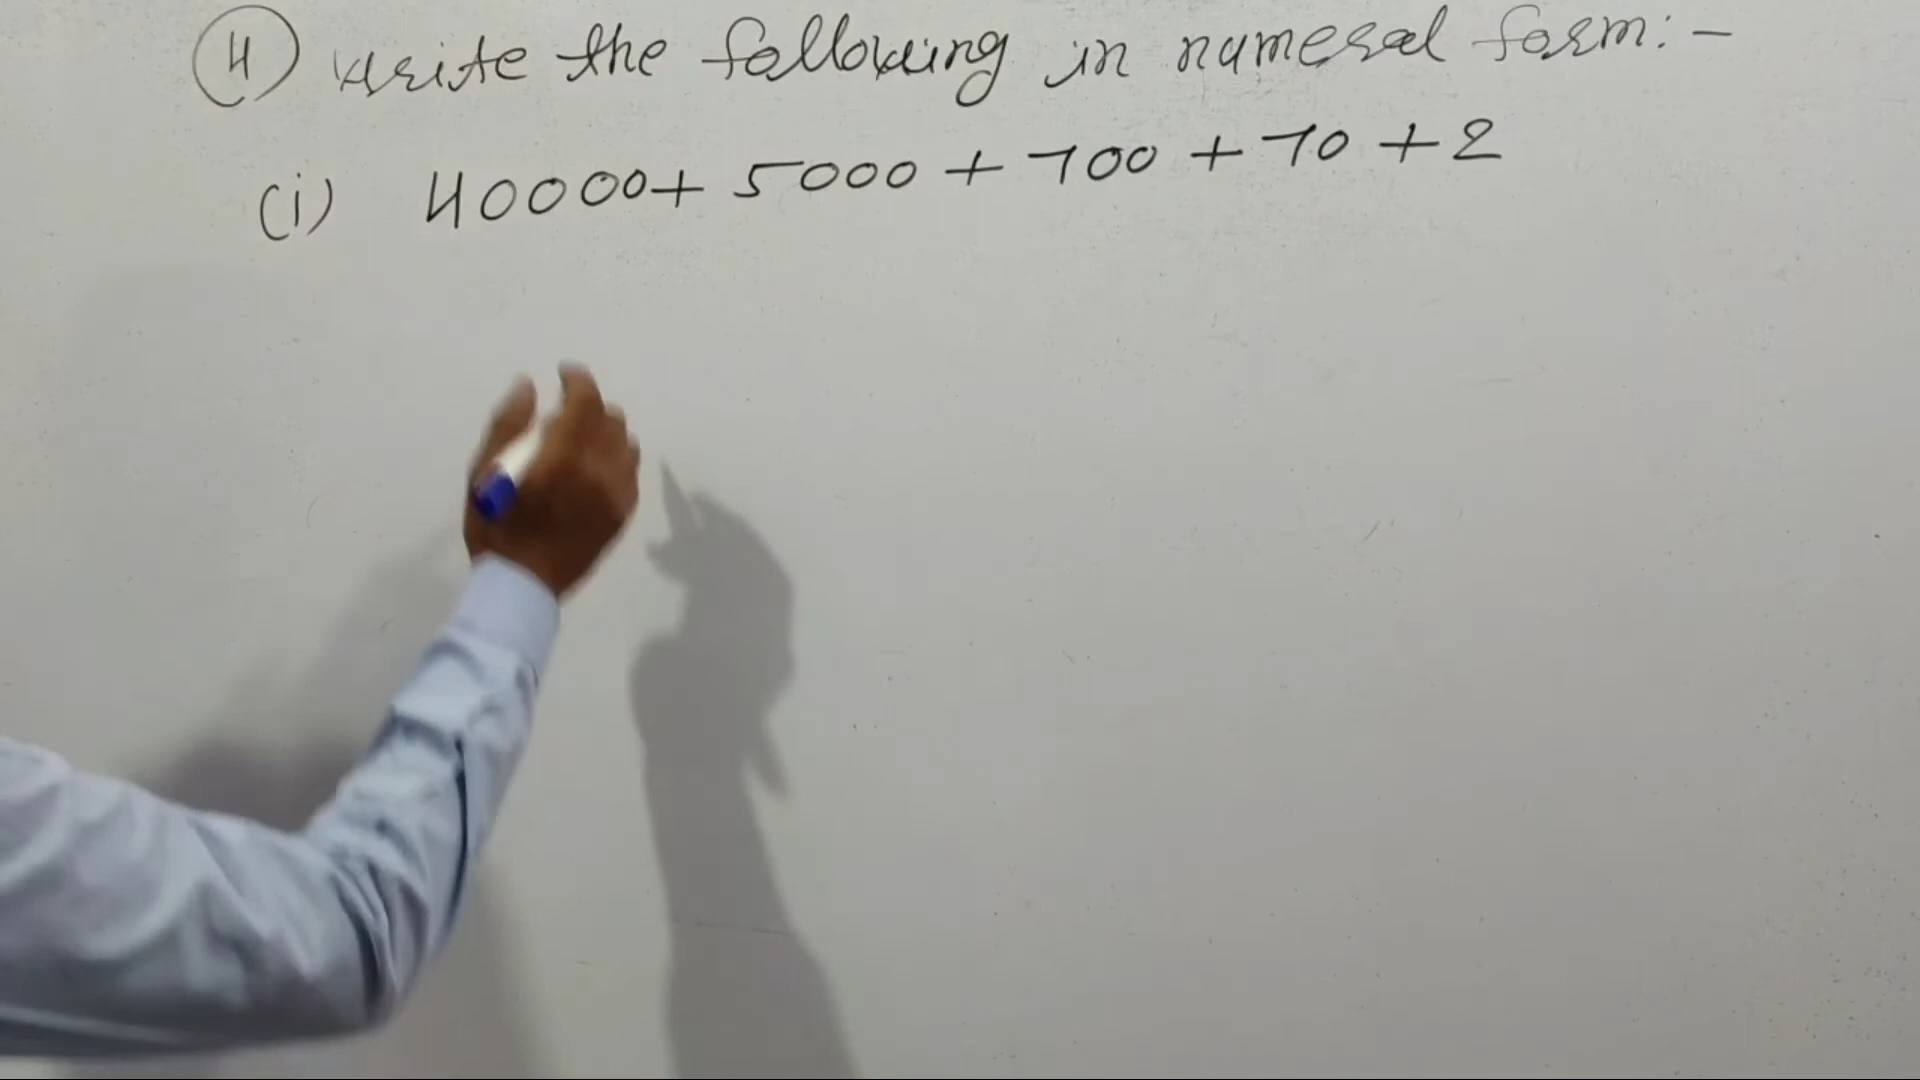 4 Write the following in numeral form:-
(i) 40000+ 5000 + 700 + 70 + 2